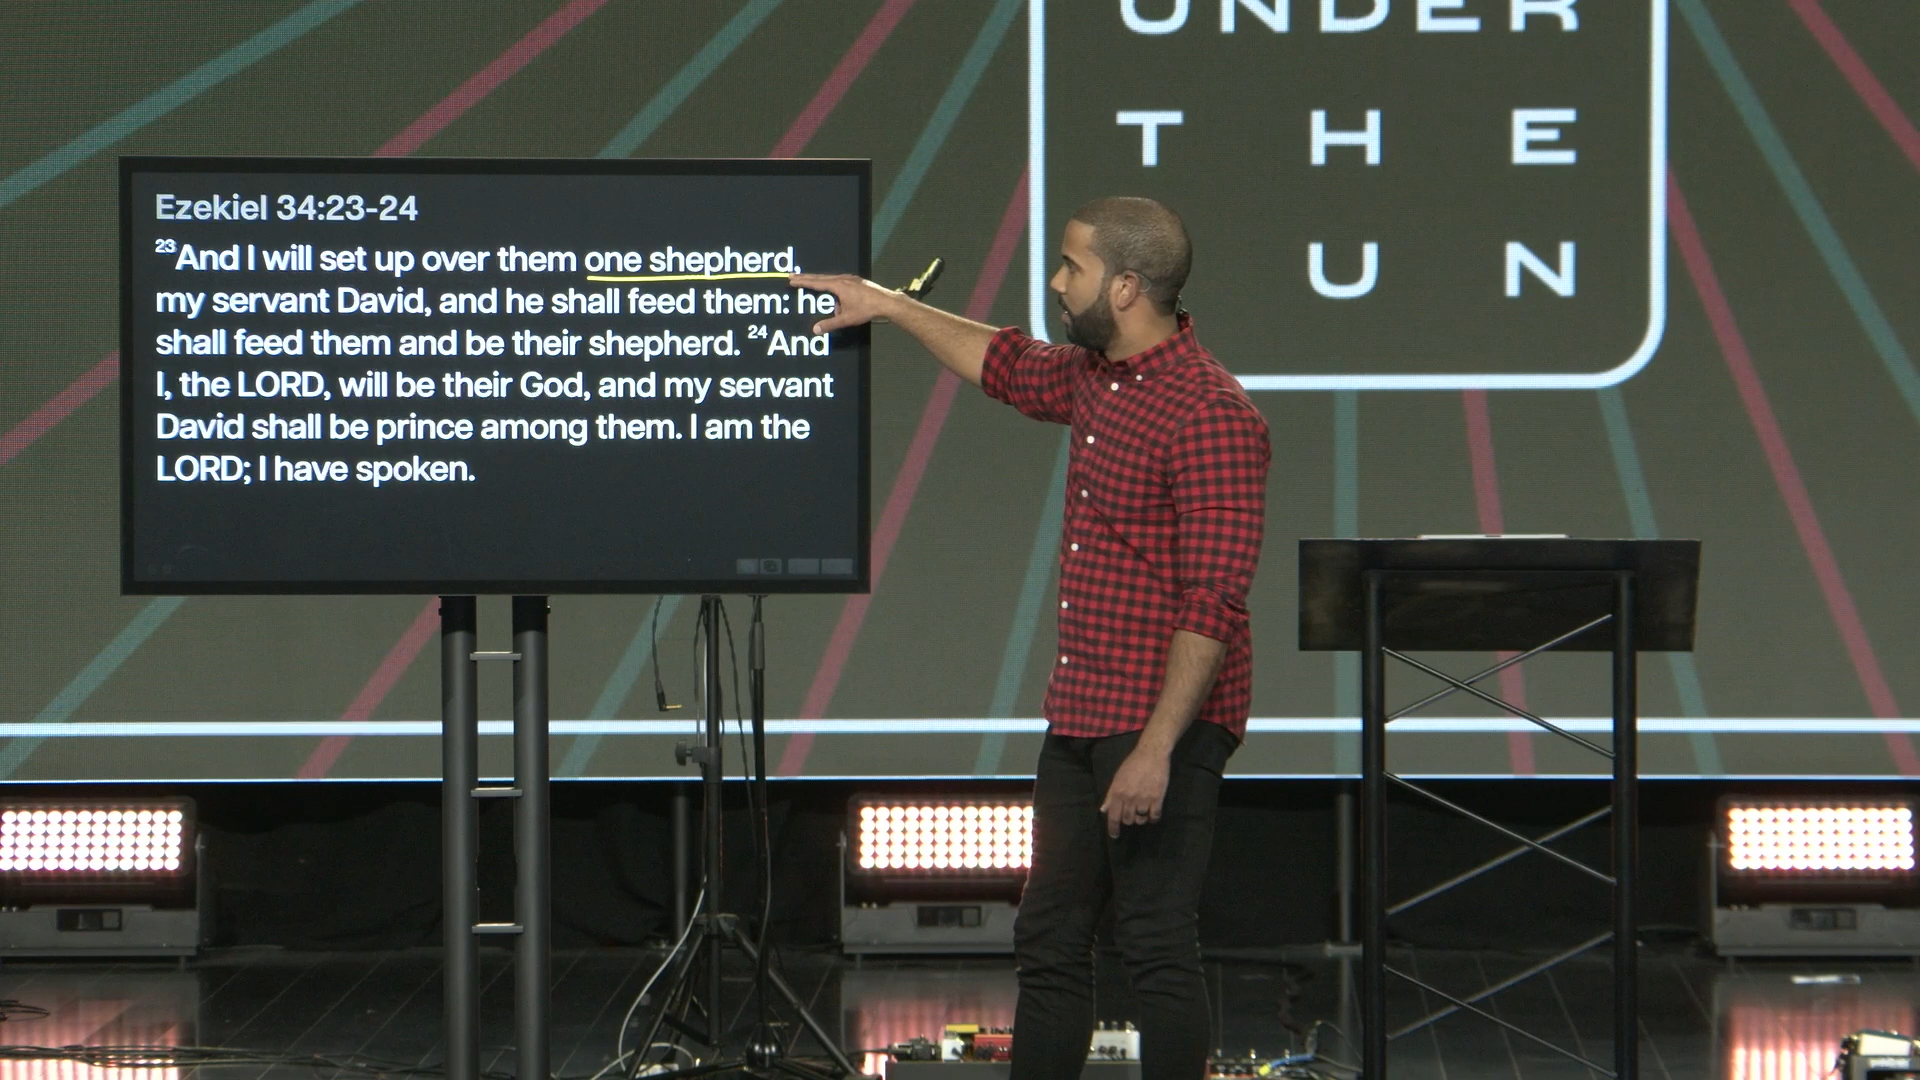 Ezekiel 34:23-24
23And I will set up over them one shepherd,
my servant David, and he shall feed them: he
shall feed them and be their shepherd. 24And
I, the LORD, will be their God, and my servant
David shall be prince among them. I am the
LORD; I have spoken.
UNDER
T H E
U N